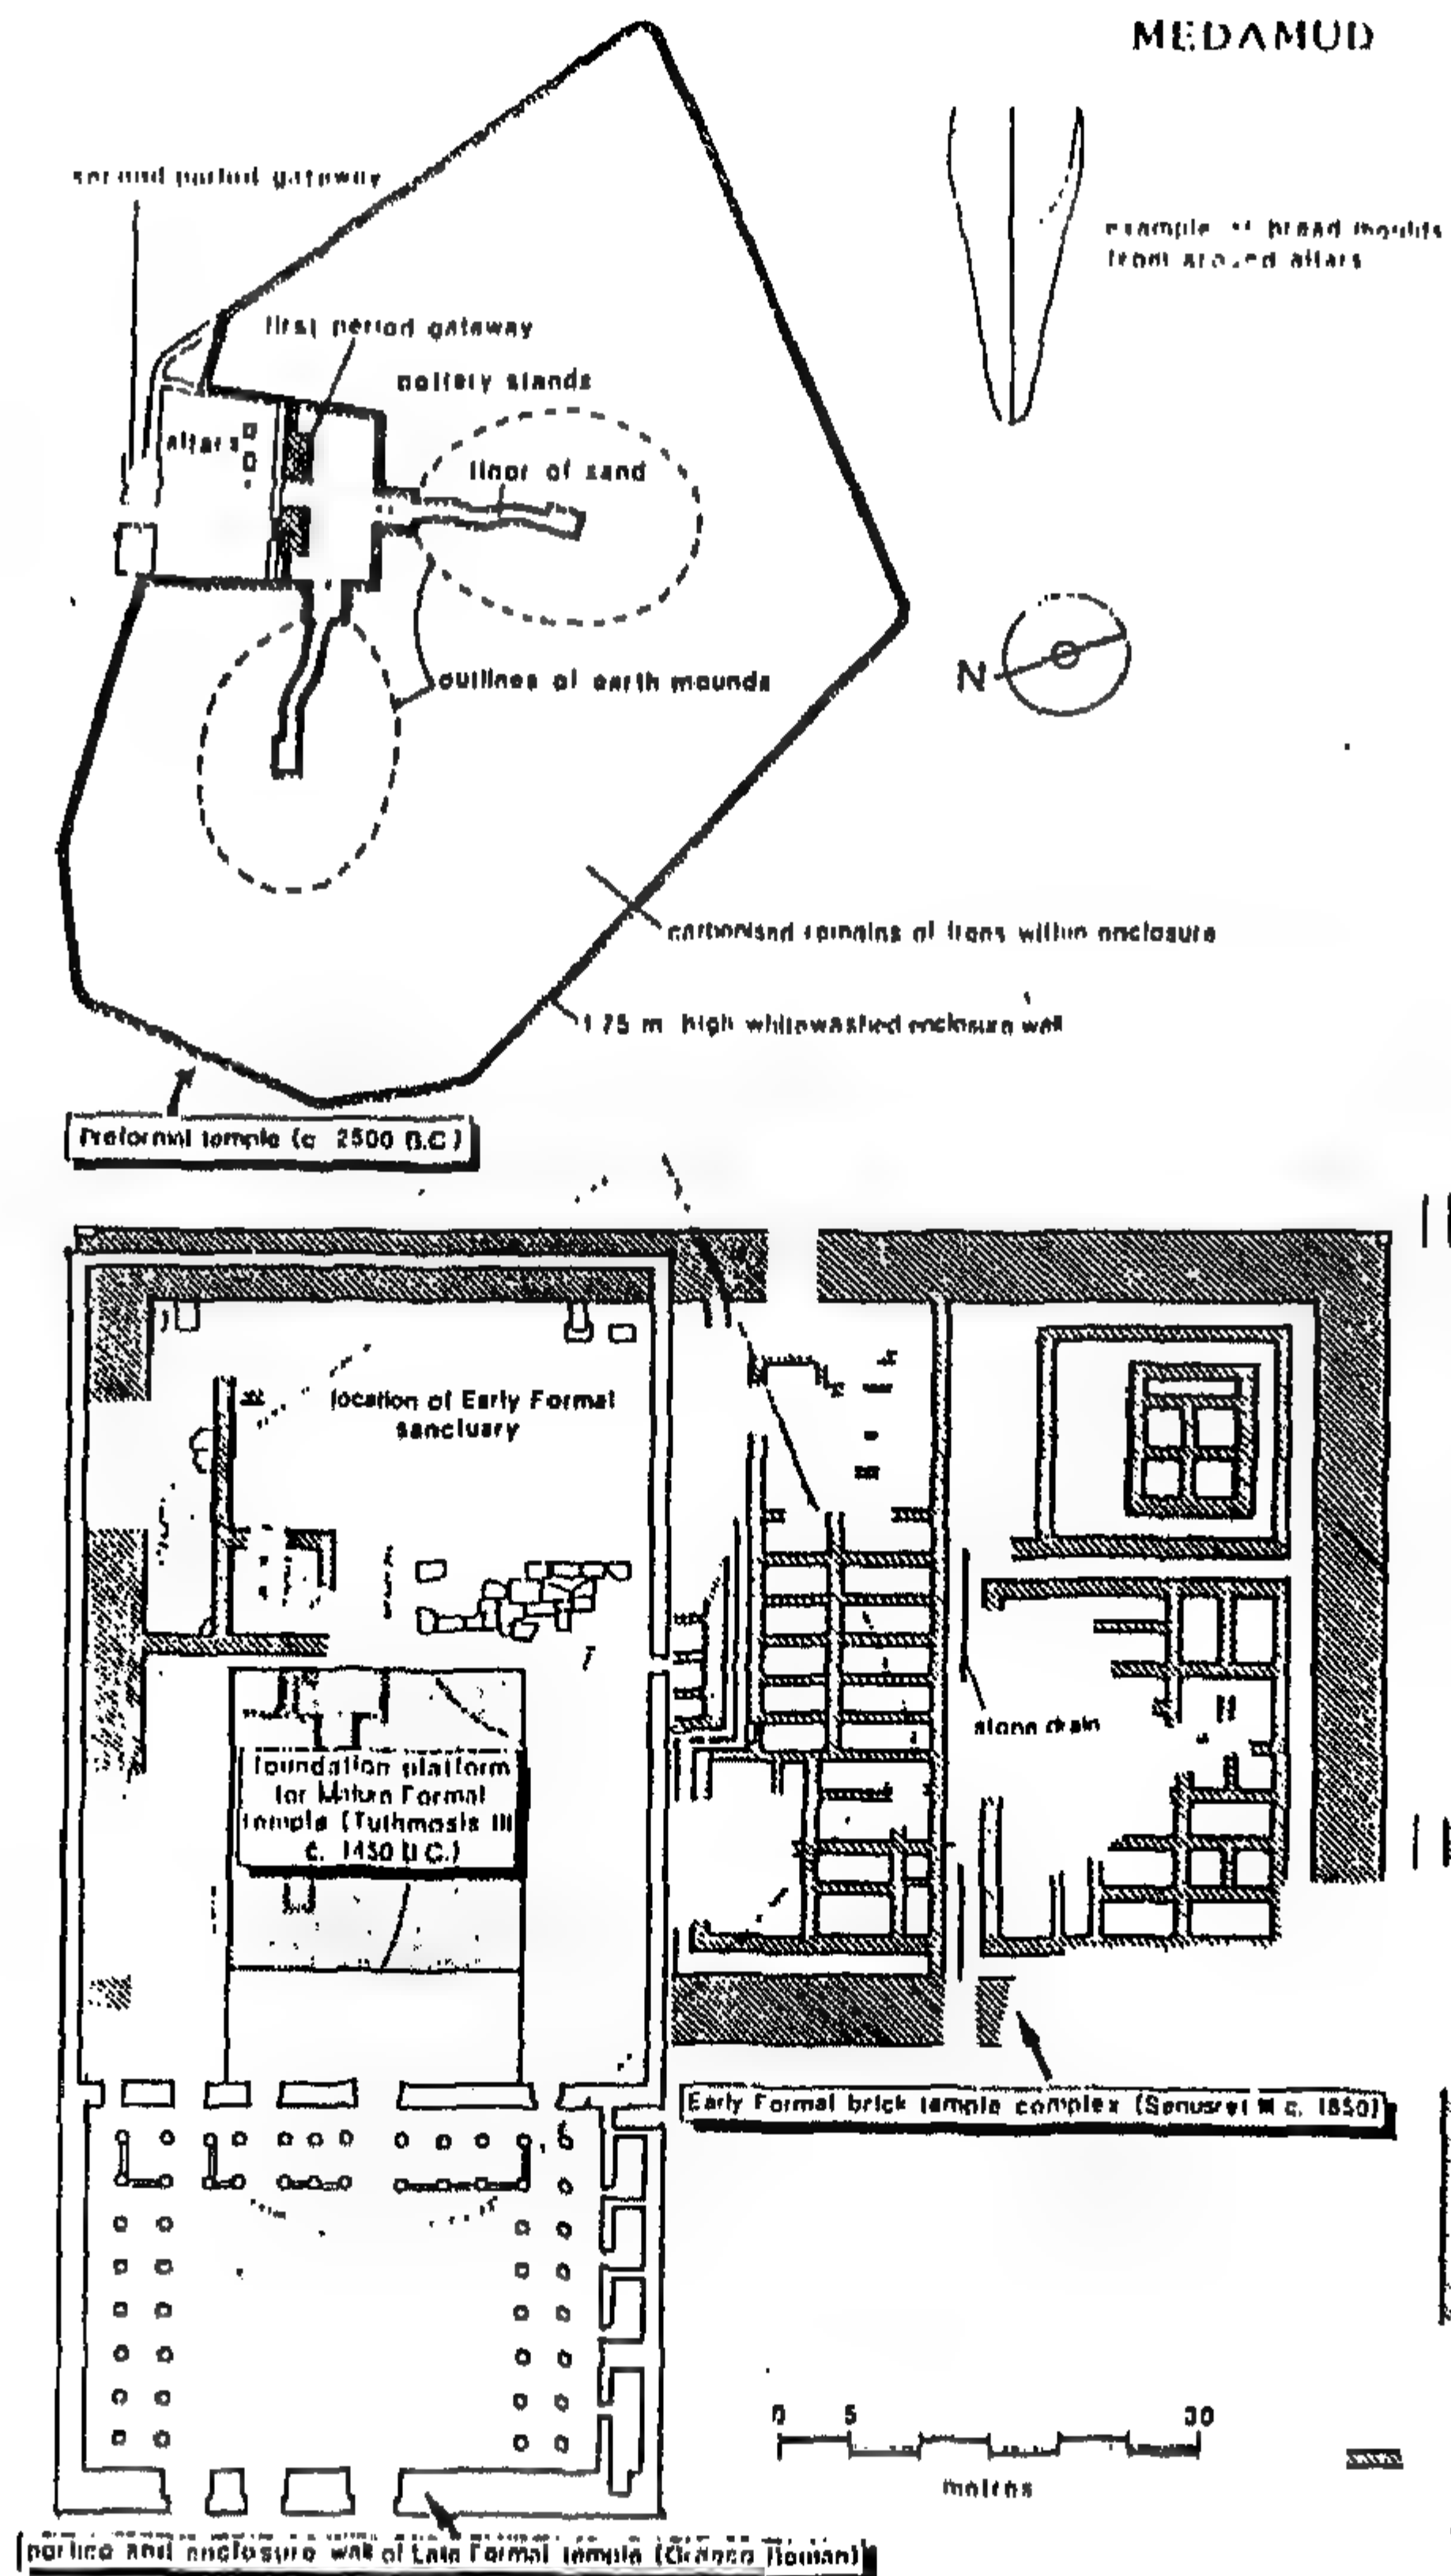 MEDAMUD
second period gateway
example of bread moulds
from around altars
first period gateway
pottery stands
altars
floor of sand
N
outlines of earth mounds
carbonised remains of trees within enclosure
1.75 m high whitewashed enclosure wall
Preformal temple (c. 2500 B.C.)
location of Early Formal
sanctuary
stone drain
foundation platform
for Mature Formal
temple (Tuthmosis III
c. 1450 B.C.)
Early Formal brick temple complex (Senusret III c. 1850)
0 5 30
metres
portico and enclosure wall of Late Formal temple (Graeco Roman)